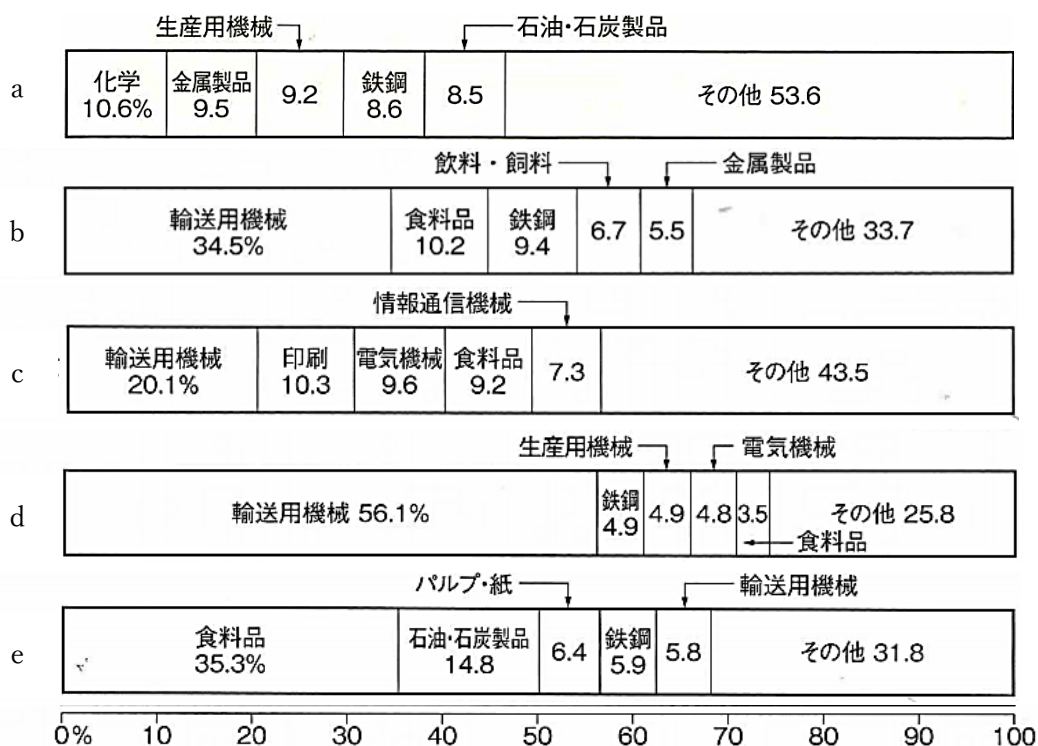 生産用機械 石油・石炭製品
a 化学 10.6% 金属製品 9.5 9.2 鉄鋼 8.6 8.5 その他 53.6
飲料・飼料 金属製品
b 輸送用機械 34.5% 食料品 10.2 鉄鋼 9.4 6.7 5.5 その他 33.7
情報通信機械
c 輸送用機械 20.1% 印刷 10.3 電気機械 9.6 食料品 9.2 7.3 その他 43.5
生産用機械 電気機械
d 輸送用機械 56.1% 鉄鋼 4.9 4.9 4.8 3.5 その他 25.8
食料品
パルプ・紙 輸送用機械
e 食料品 35.3% 石油・石炭製品 14.8 6.4 鉄鋼 5.9 5.8 その他 31.8
0% 10 20 30 40 50 60 70 80 90 100